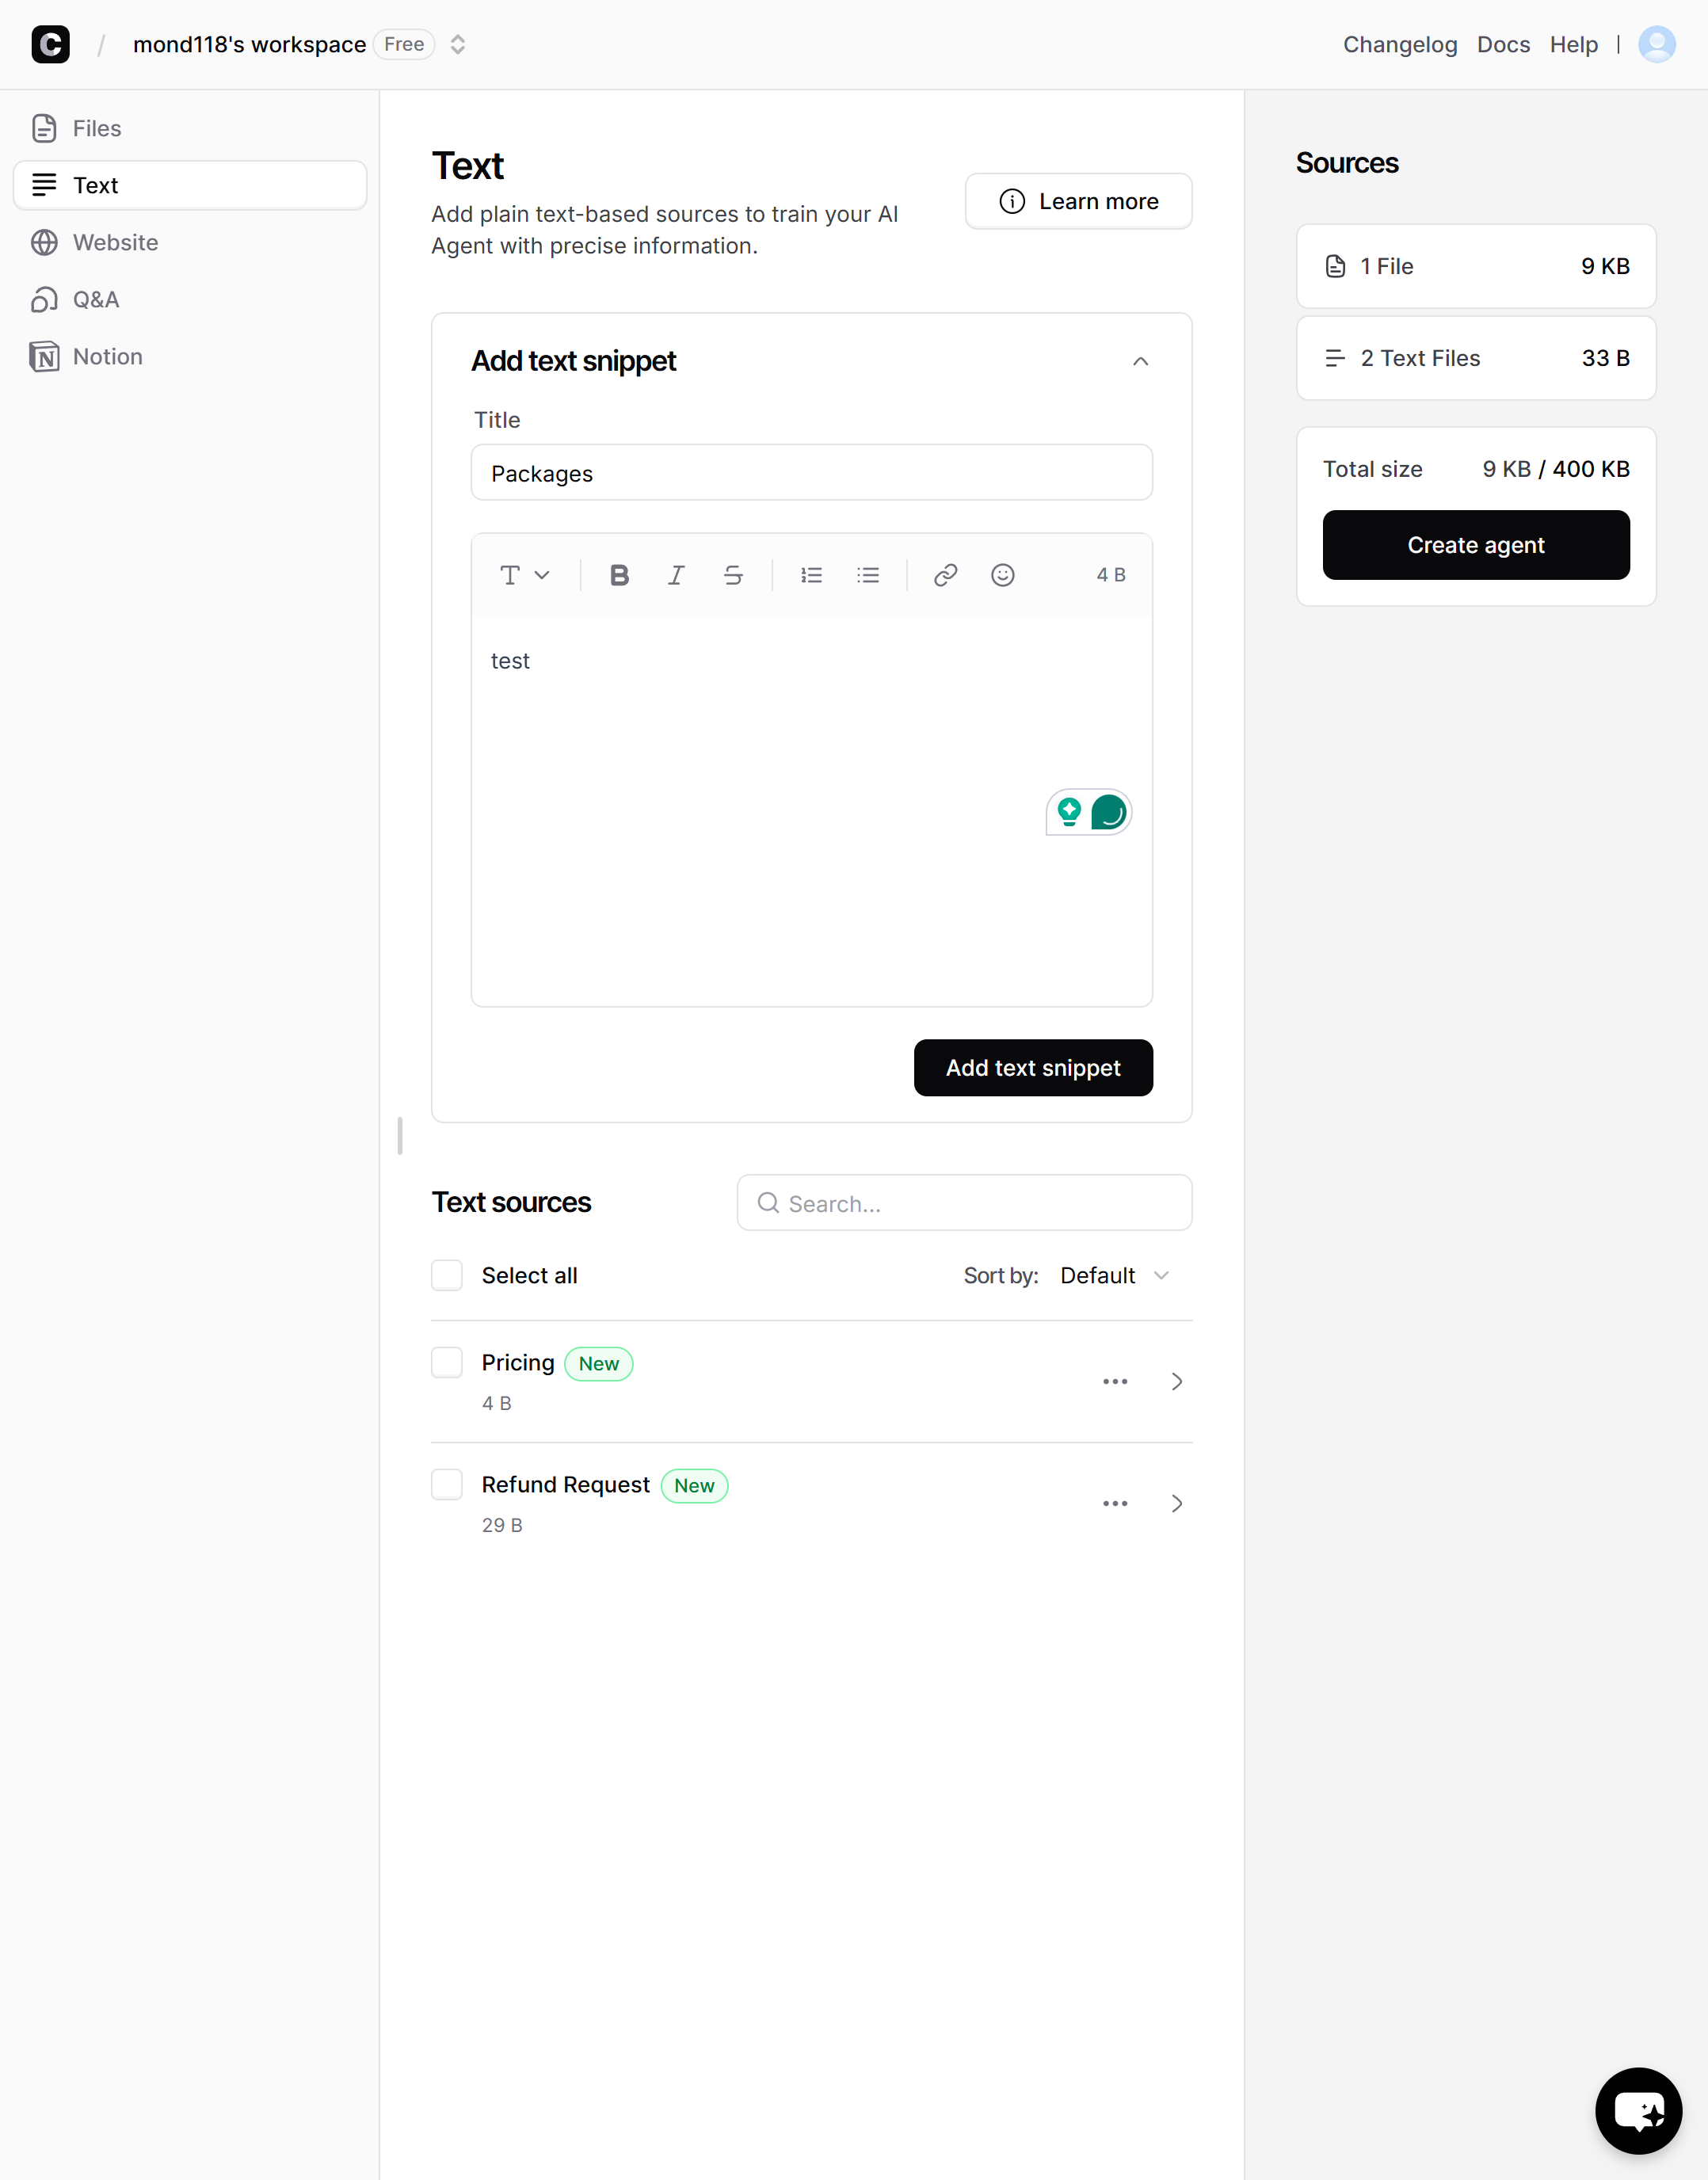 C / mond118's workspace Free
Changelog Docs Help
Files
Text
Website
Q&A
Notion
Text
Add plain text-based sources to train your AI
Agent with precise information.
Learn more
Add text snippet
Title
Packages
4 B
test
Add text snippet
Text sources
Search...
Select all
Sort by: Default
Pricing New
4 B
Refund Request New
29 B
Sources
1 File 9 KB
2 Text Files 33 B
Total size 9 KB / 400 KB
Create agent